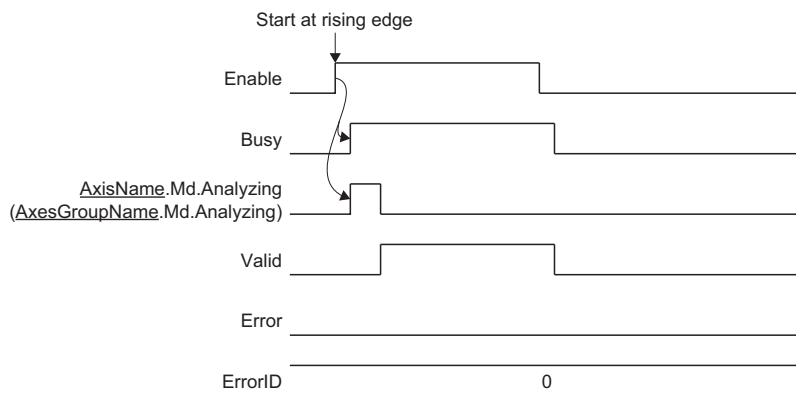 Start at rising edge
Enable
Busy
AxisName.Md.Analyzing
(AxesGroupName.Md.Analyzing)
Valid
Error
ErrorID
0